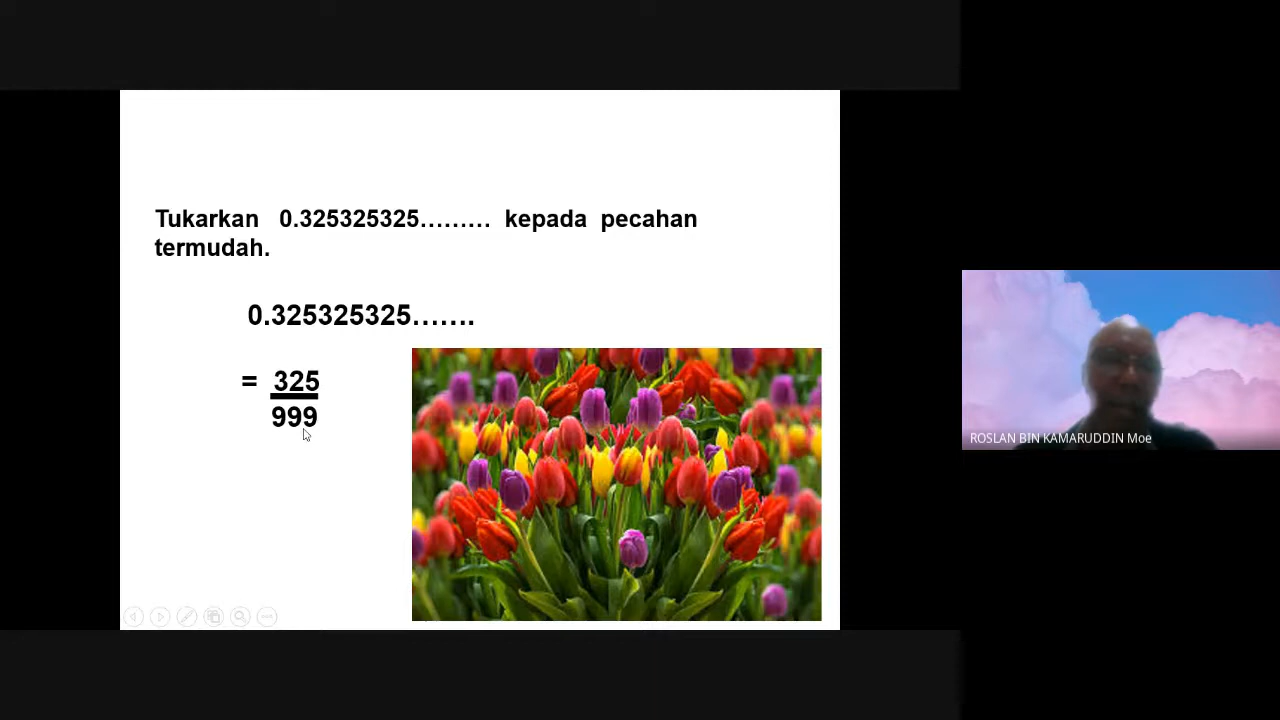 Tukarkan 0.325325325……… kepada pecahan
termudah.
0.325325325…….
= 325
999
ROSLAN BIN KAMARUDDIN Moe